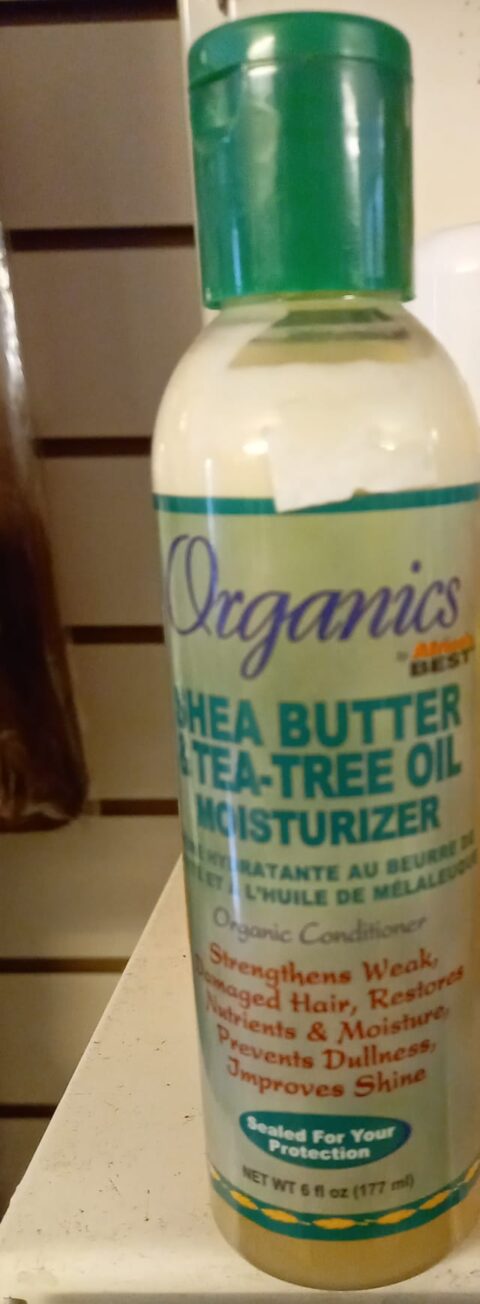 Organics
by Africa's
BEST
SHEA BUTTER
& TEA-TREE OIL
MOISTURIZER
HYDRATANTE AU BEURRE DE
ET À L'HUILE DE MÉLALEUQUE
Organic Conditioner
Strengthens Weak,
Damaged Hair, Restores
Nutrients & Moisture,
Prevents Dullness,
Improves Shine
Sealed For Your
Protection
NET WT 6 fl oz (177 ml)